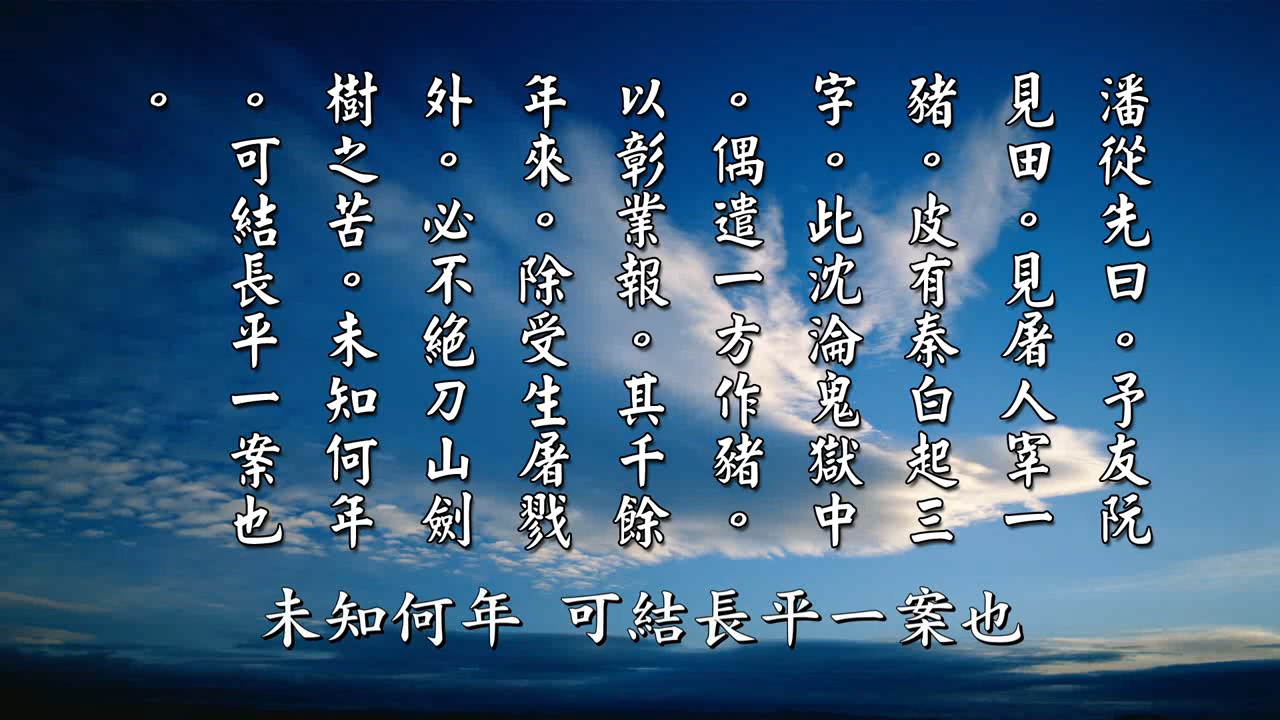 潘從先曰。予友阮
見田。見屠人宰一
豬。皮有秦白起三
字。此沈淪鬼獄中
。偶遣一方作豬。
以彰業報。其千餘
年來。除受生屠戮
外。必不絕刀山劍
樹之苦。未知何年
。可結長平一案也
。
未知何年 可結長平一案也